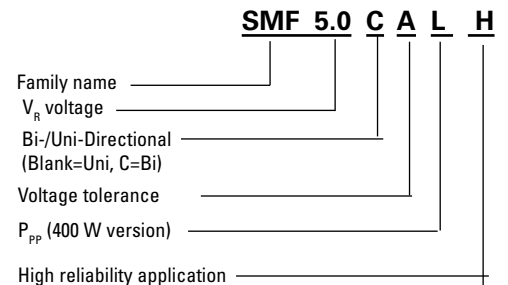 SMF 5.0 C A L H
Family name
VR voltage
Bi-/Uni-Directional
(Blank=Uni, C=Bi)
Voltage tolerance
PPP (400 W version)
High reliability application